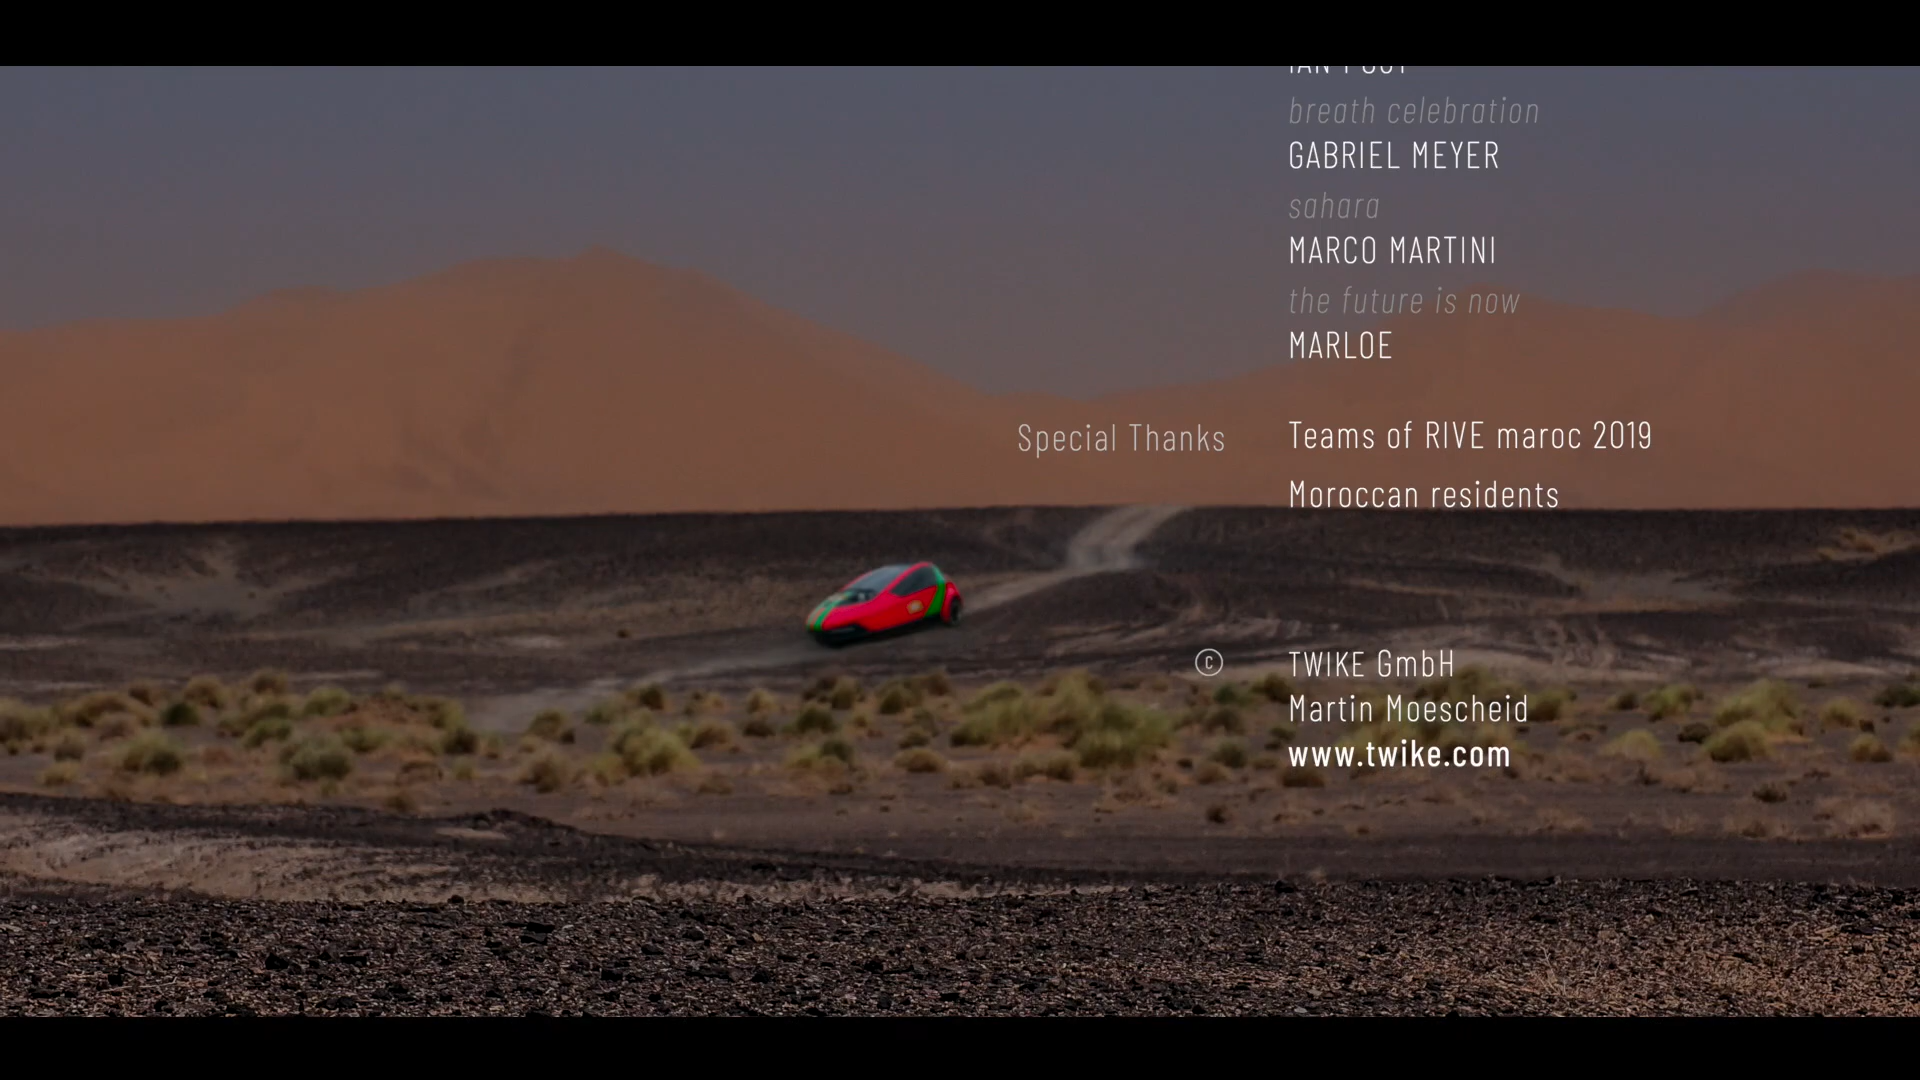 breath celebration
GABRIEL MEYER
sahara
MARCO MARTINI
the future is now
MARLOE
Special Thanks
Teams of RIVE maroc 2019
Moroccan residents
©
TWIKE GmbH
Martin Moescheid
www.twike.com